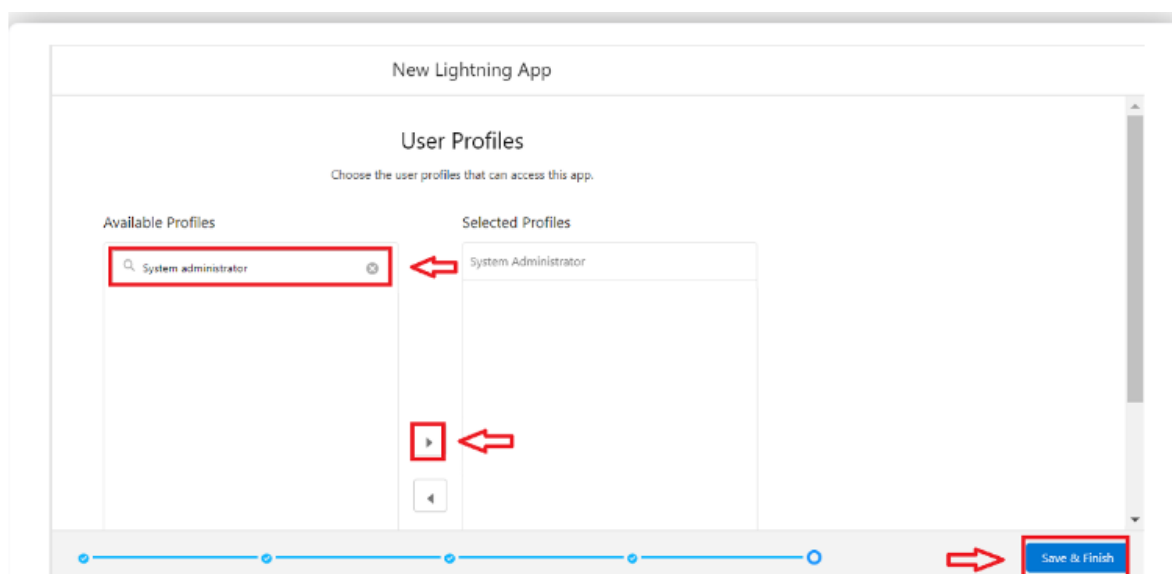 New Lightning App
User Profiles
Choose the user profiles that can access this app.
Available Profiles
Selected Profiles
System administrator
System Administrator
Save & Finish